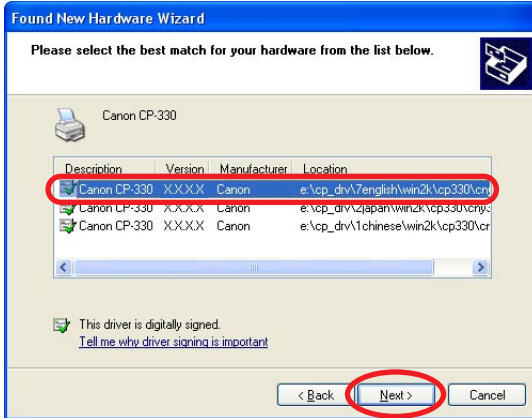 Found New Hardware Wizard
Please select the best match for your hardware from the list below.
Canon CP-330
Description Version Manufacturer Location
Canon CP-330 X.X.X.X Canon e:\cp_drv\7english\win2k\cp330\cny
Canon CP-330 X.X.X.X Canon e:\cp_drv\2japan\win2k\cp330\cny3
Canon CP-330 X.X.X.X Canon e:\cp_drv\1chinese\win2k\cp330\cr
This driver is digitally signed.
Tell me why driver signing is important
< Back Next > Cancel